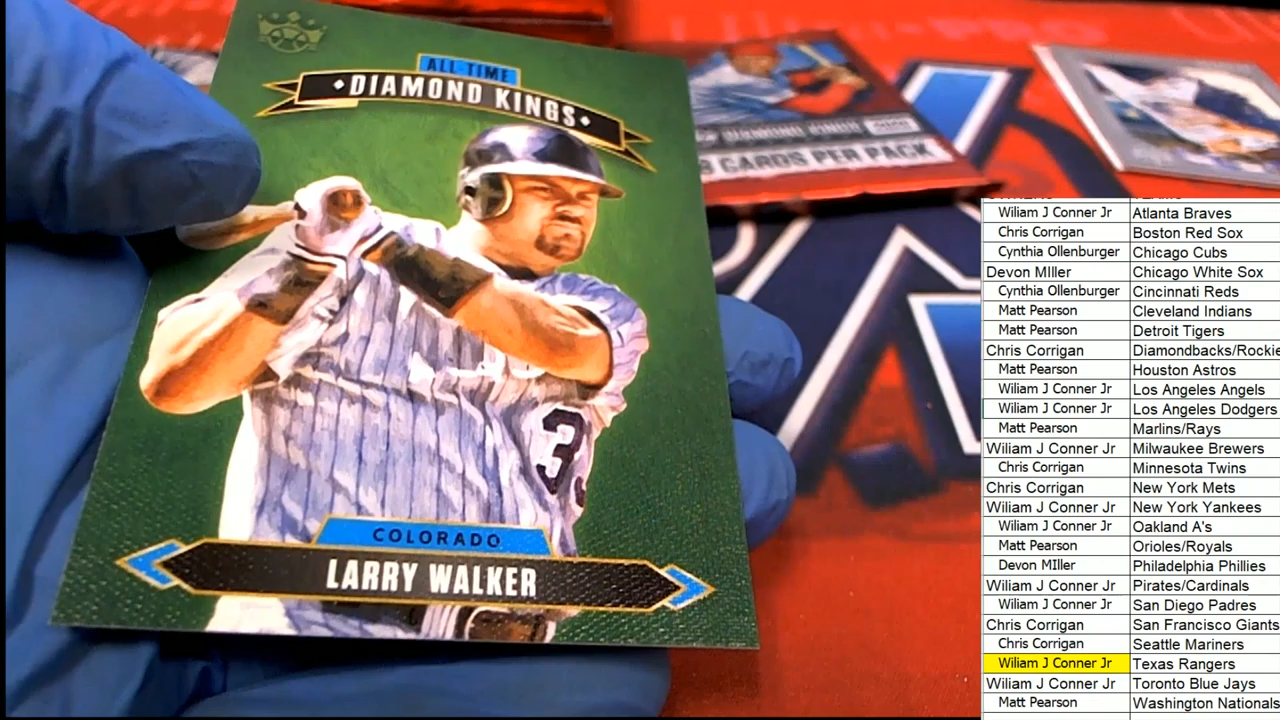 ALL TIME
DIAMOND KINGS
COLORADO
LARRY WALKER
3
DIAMOND KINGS
8 CARDS PER PACK
Wiliam J Conner Jr Atlanta Braves
Chris Corrigan Boston Red Sox
Cynthia Ollenburger Chicago Cubs
Devon MIller Chicago White Sox
Cynthia Ollenburger Cincinnati Reds
Matt Pearson Cleveland Indians
Matt Pearson Detroit Tigers
Chris Corrigan Diamondbacks/Rockie
Matt Pearson Houston Astros
Wiliam J Conner Jr Los Angeles Angels
Wiliam J Conner Jr Los Angeles Dodgers
Matt Pearson Marlins/Rays
Wiliam J Conner Jr Milwaukee Brewers
Chris Corrigan Minnesota Twins
Chris Corrigan New York Mets
Wiliam J Conner Jr New York Yankees
Wiliam J Conner Jr Oakland A's
Matt Pearson Orioles/Royals
Devon MIller Philadelphia Phillies
Wiliam J Conner Jr Pirates/Cardinals
Wiliam J Conner Jr San Diego Padres
Chris Corrigan San Francisco Giants
Chris Corrigan Seattle Mariners
Wiliam J Conner Jr Texas Rangers
Wiliam J Conner Jr Toronto Blue Jays
Matt Pearson Washington Nationals